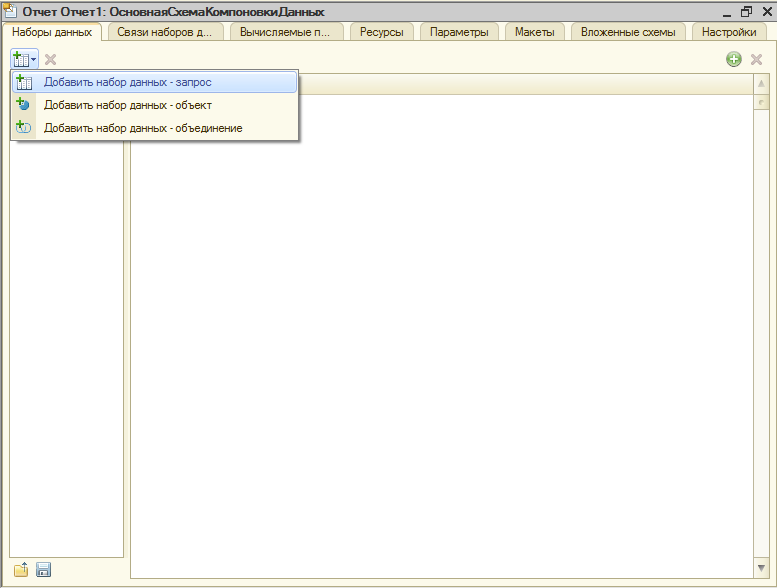 Отчет Отчет1: ОсновнаяСхемаКомпоновкиДанных
Наборы данных Связи наборов д... Вычисляемые п... Ресурсы Параметры Макеты Вложенные схемы Настройки
Добавить набор данных - запрос
Добавить набор данных - объект
Добавить набор данных - объединение